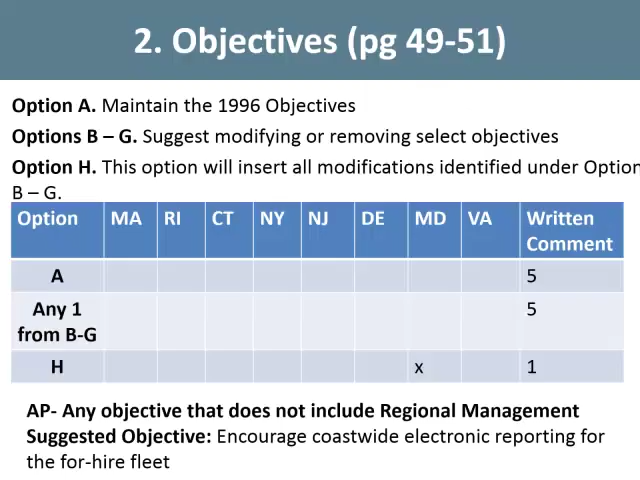 2. Objectives (pg 49-51)
Option A. Maintain the 1996 Objectives
Options B – G. Suggest modifying or removing select objectives
Option H. This option will insert all modifications identified under Option
B – G.
Option MA RI CT NY NJ DE MD VA Written
Comment
A 5
Any 1 5
from B-G
H x 1
AP- Any objective that does not include Regional Management
Suggested Objective: Encourage coastwide electronic reporting for
the for-hire fleet